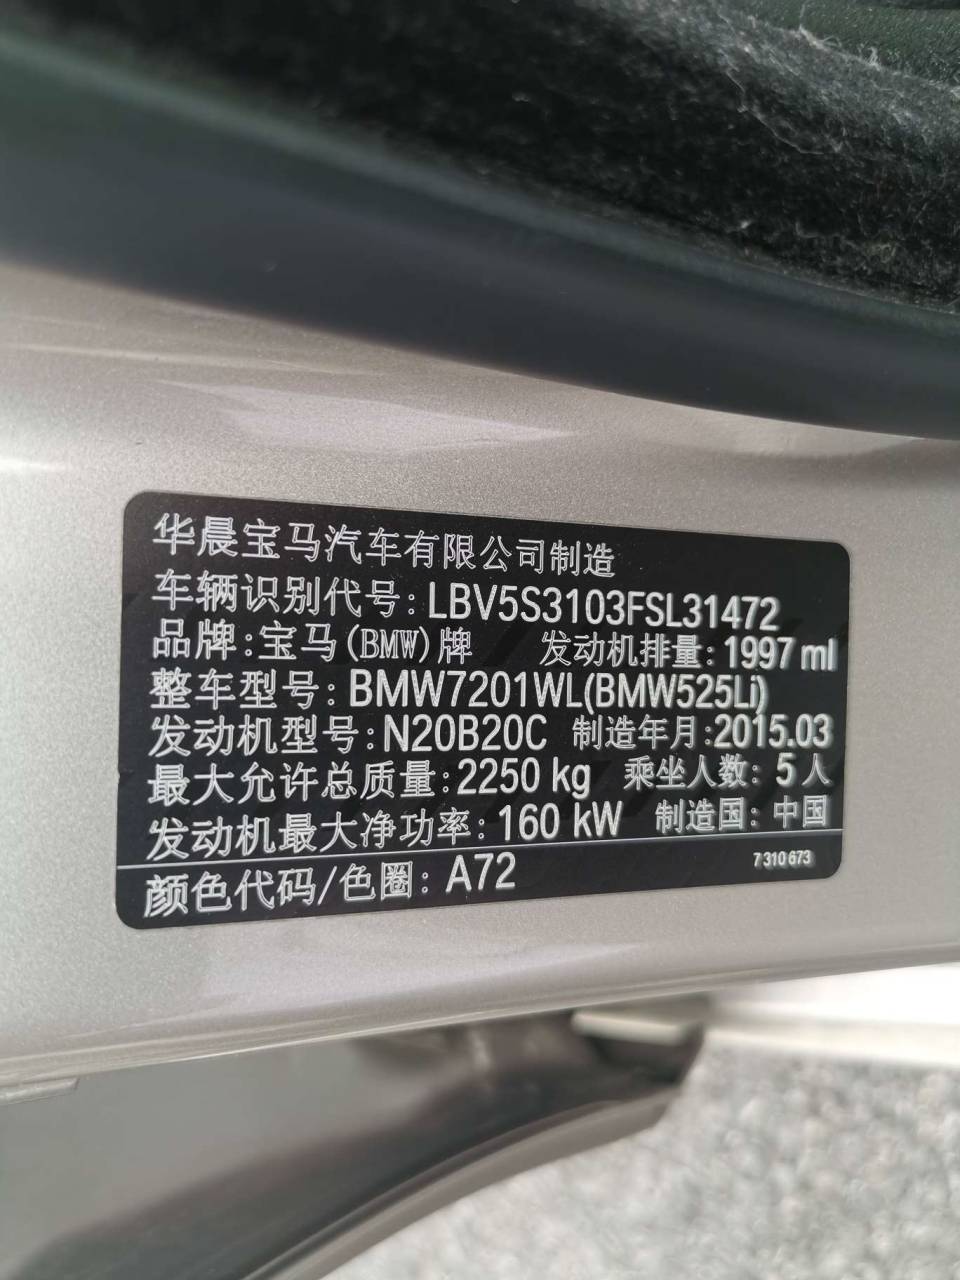 华晨宝马汽车有限公司制造
车辆识别代号: LBV5S3103FSL31472
品牌:宝马(BMW)牌 发动机排量: 1997 ml
整车型号: BMW7201WL(BMW525Li)
发动机型号:N20B20C 制造年月:2015.03
最大允许总质量:2250 kg 乘坐人数: 5人
发动机最大净功率: 160 kW 制造国: 中国
颜色代码/色圈: A72 7310673